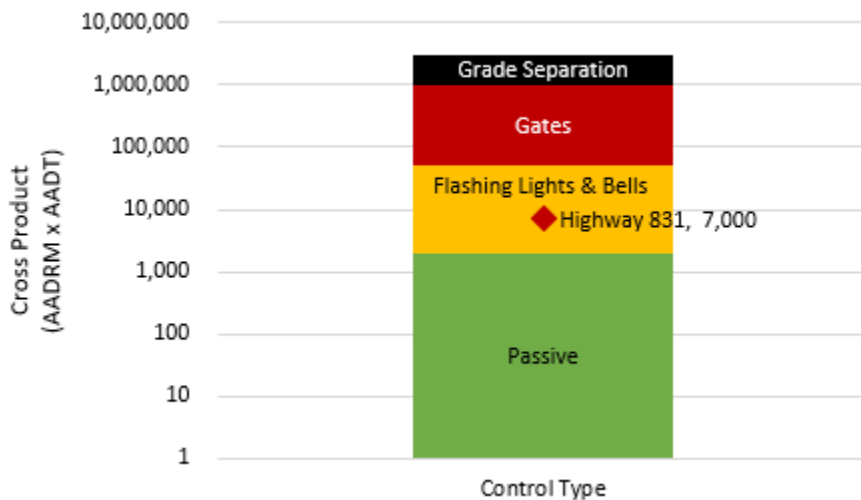 10,000,000
1,000,000
100,000
10,000
1,000
100
10
1
Cross Product
(AADRM x AADT)
Grade Separation
Gates
Flashing Lights & Bells
Highway 831, 7,000
Passive
Control Type